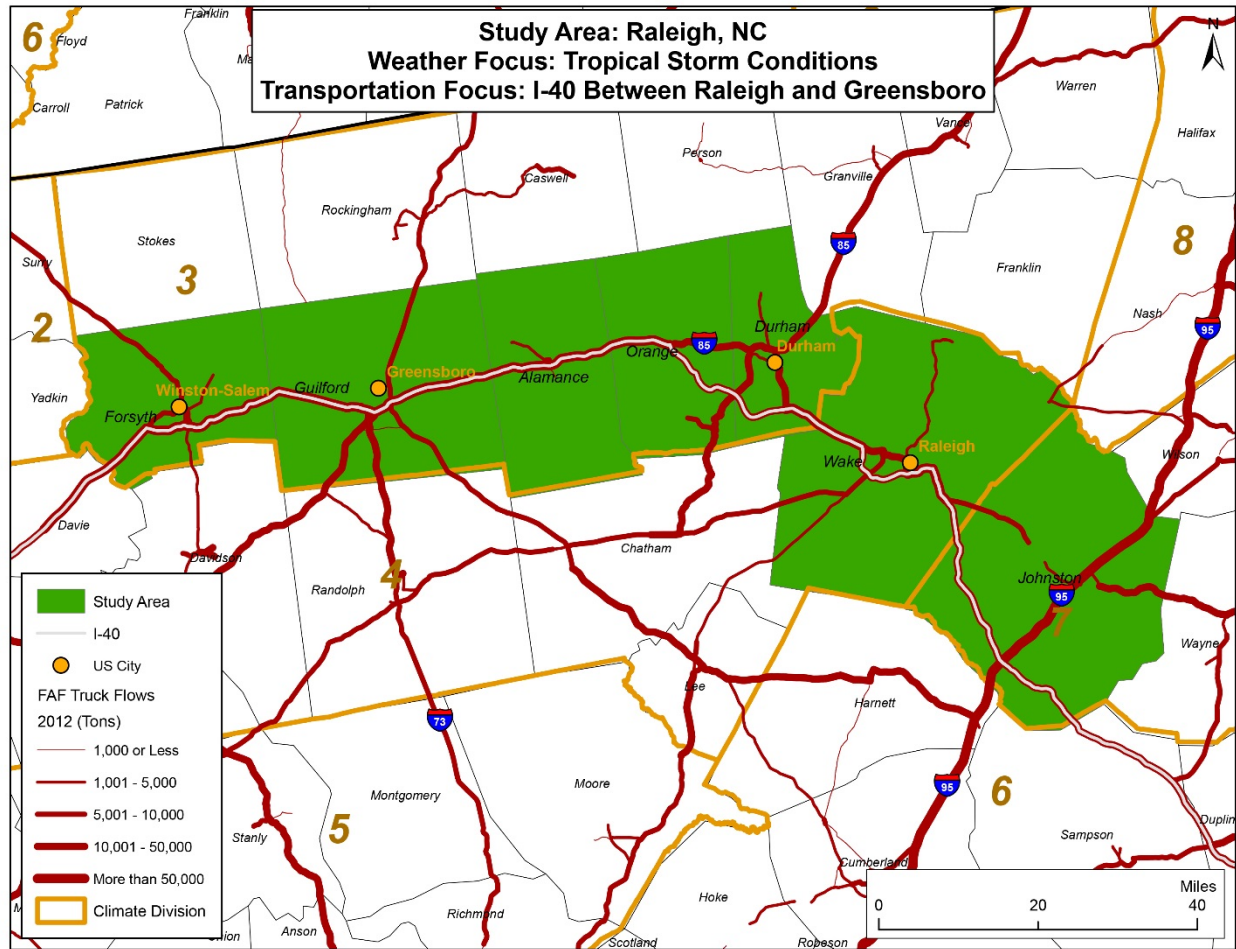 Study Area: Raleigh, NC
Weather Focus: Tropical Storm Conditions
Transportation Focus: I-40 Between Raleigh and Greensboro
N
6
Floyd
Franklin
Carroll
Patrick
Warren
Halifax
Vance
Person
Granville
Caswell
Rockingham
Stokes
Surry
3
2
8
85
Franklin
Nash
95
Durham
Durham
Orange
85
Greensboro
Guilford
Alamance
Winston-Salem
Forsyth
Yadkin
Raleigh
Wake
Wilson
Davie
Davidson
Chatham
Randolph
4
Johnston
95
7
Wayne
Lee
Harnett
73
Moore
Montgomery
5
Stanly
95
6
Sampson
Duplin
Cumberland
Hoke
Richmond
Anson
Union
Scotland
Robeson
Study Area
I-40
US City
FAF Truck Flows
2012 (Tons)
1,000 or Less
1,001 - 5,000
5,001 - 10,000
10,001 - 50,000
More than 50,000
Climate Division
Miles
0 20 40